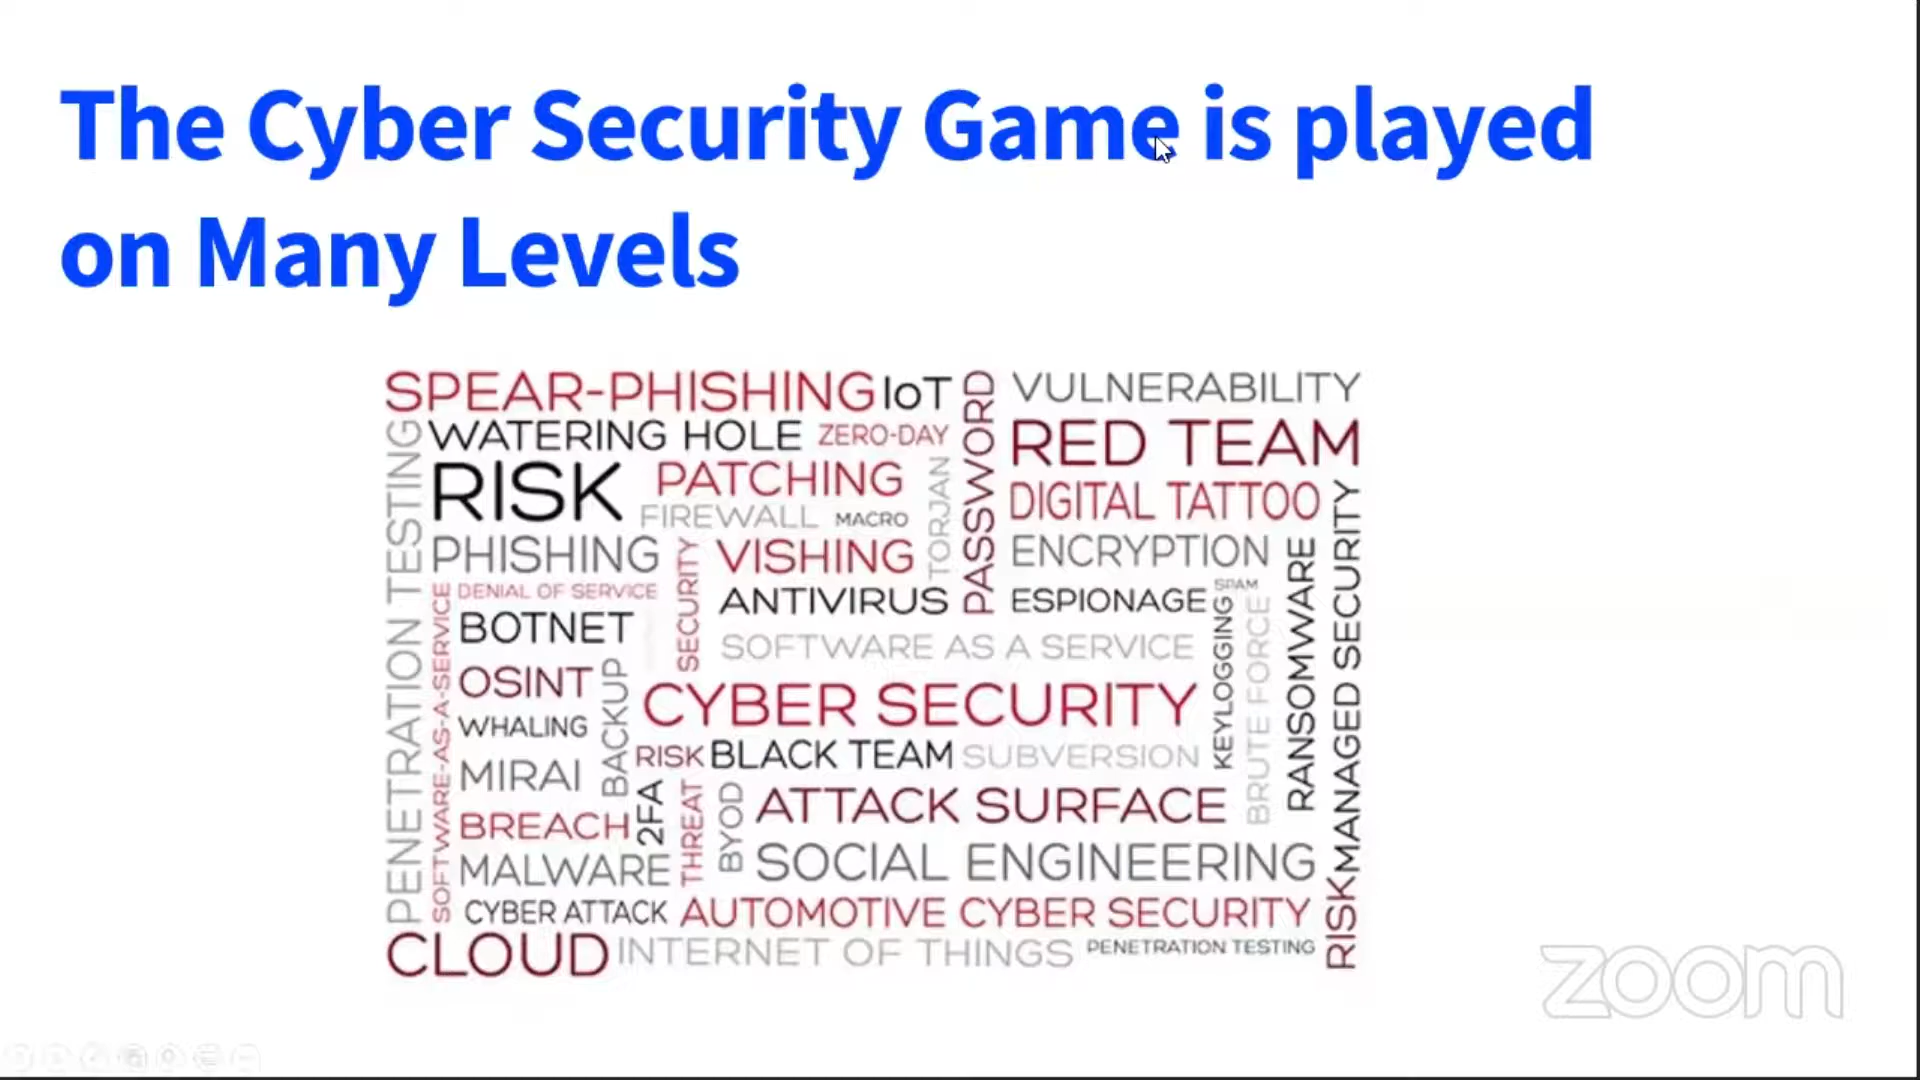 The Cyber Security Game is played
on Many Levels
SPEAR-PHISHING IoT
PASSWORD
VULNERABILITY
WATERING HOLE ZERO-DAY
RED TEAM
PENETRATION TESTING
RISK
PATCHING
FIREWALL MACRO
TORJAN
DIGITAL TATTOO
PHISHING
SECURITY
VISHING
ENCRYPTION
RANSOMWARE
MANAGED SECURITY
SOFTWARE-AS-A-SERVICE
DENIAL OF SERVICE
ANTIVIRUS
ESPIONAGE
SPAM
KEYLOGGING
BRUTE FORCE
BOTNET
SOFTWARE AS A SERVICE
OSINT
BACKUP
CYBER SECURITY
WHALING
RISK BLACK TEAM SUBVERSION
MIRAI
2FA
THREAT
BYOD
ATTACK SURFACE
BREACH
MALWARE
SOCIAL ENGINEERING
RISK
CYBER ATTACK AUTOMOTIVE CYBER SECURITY
CLOUD INTERNET OF THINGS PENETRATION TESTING
zoom